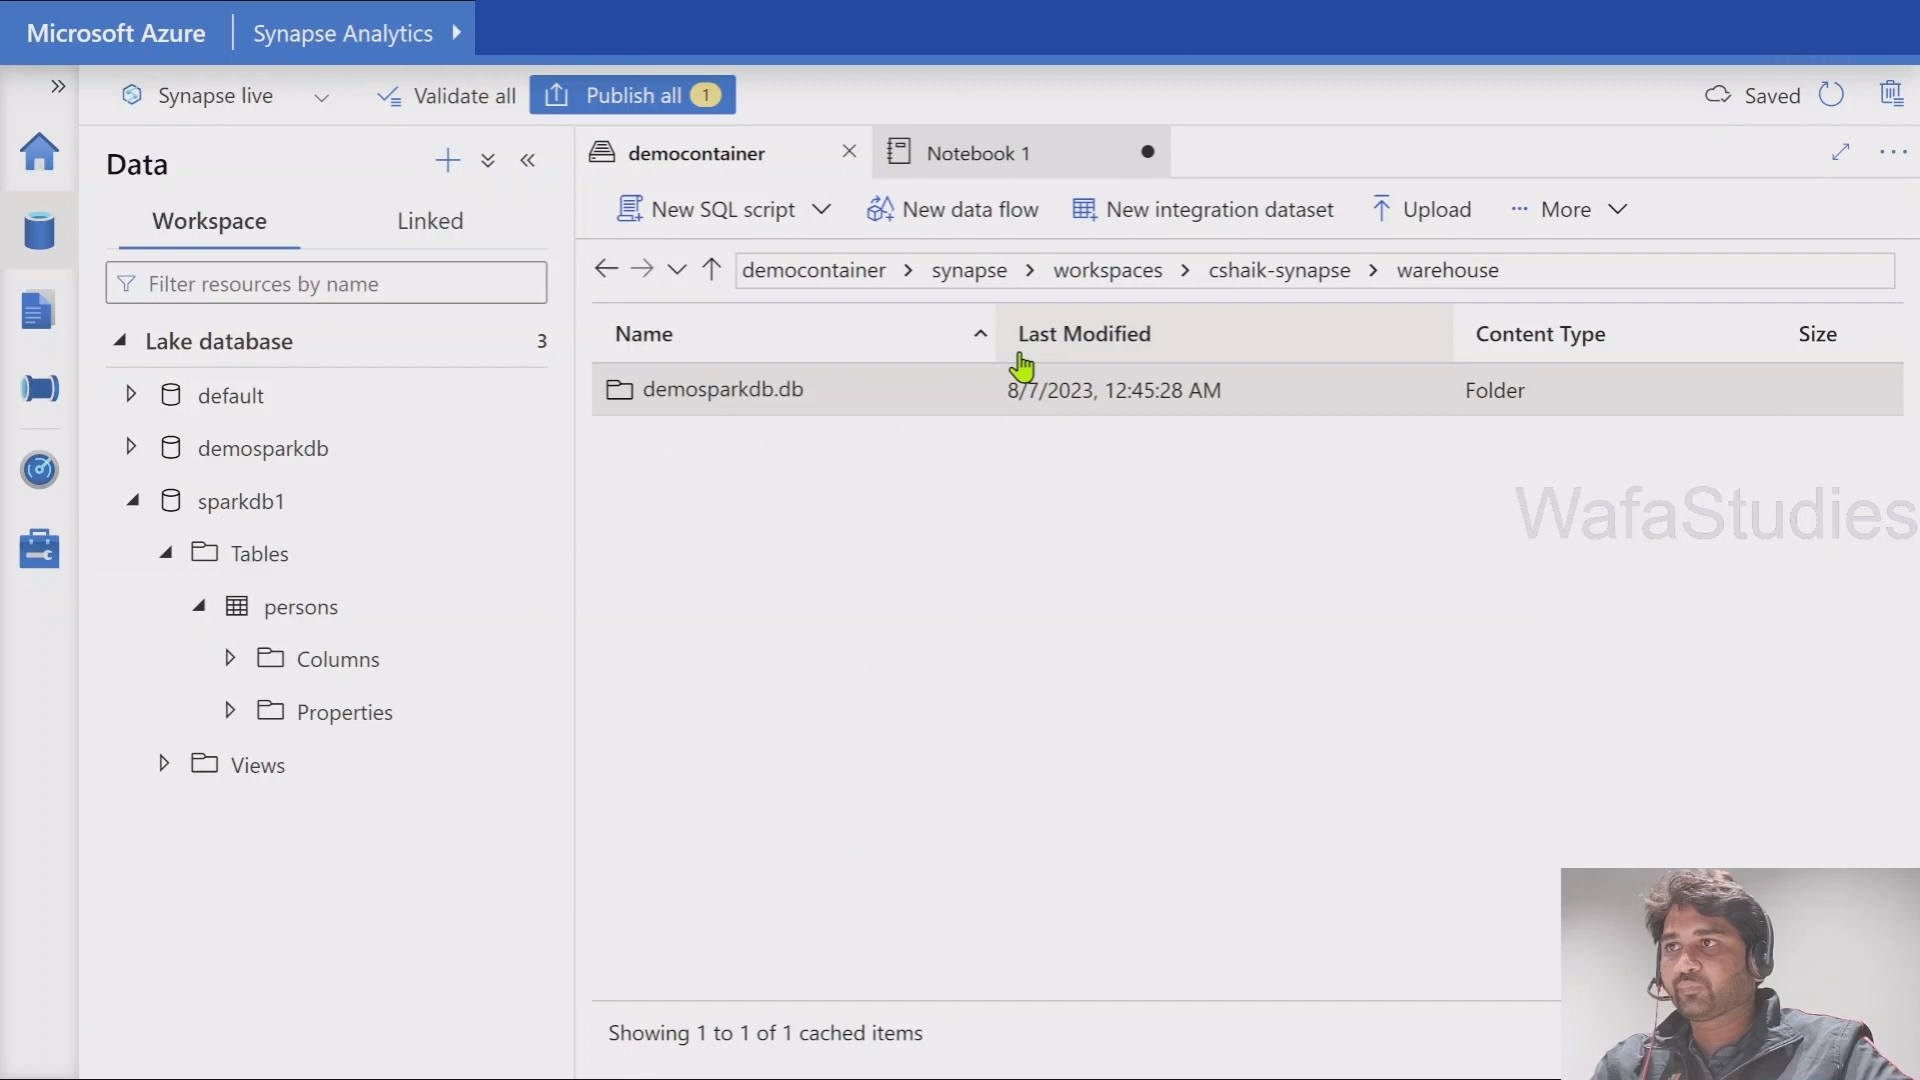 Microsoft Azure Synapse Analytics
Synapse live Validate all Publish all 1 Saved
Data
Workspace Linked
Filter resources by name
Lake database 3
default
demosparkdb
sparkdb1
Tables
persons
Columns
Properties
Views
democontainer Notebook 1
New SQL script New data flow New integration dataset Upload More
democontainer > synapse > workspaces > cshaik-synapse > warehouse
Name Last Modified Content Type Size
demosparkdb.db 8/7/2023, 12:45:28 AM Folder
WafaStudies
Showing 1 to 1 of 1 cached items